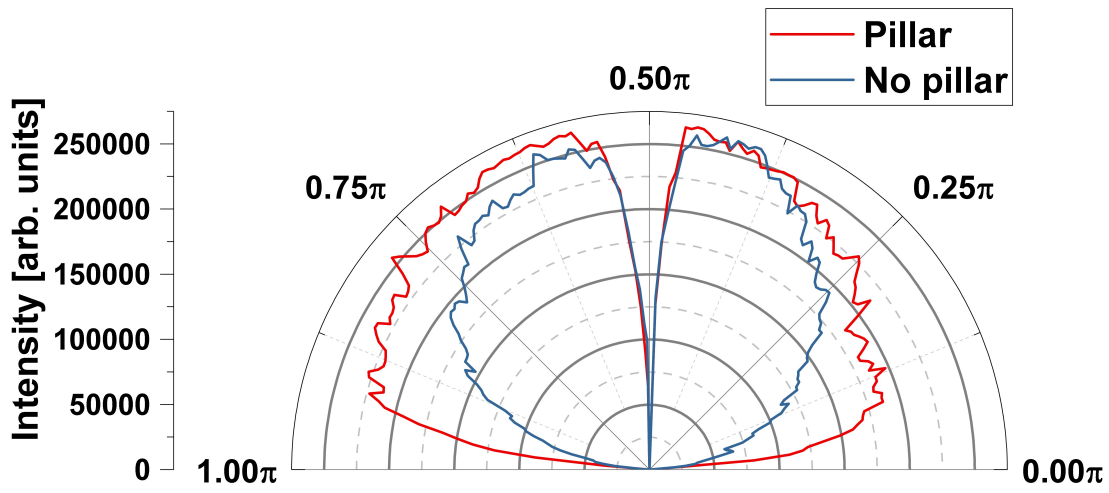 Pillar
No pillar
Intensity [arb. units]
250000
200000
150000
100000
50000
0
0.50π
0.75π
0.25π
1.00π
0.00π